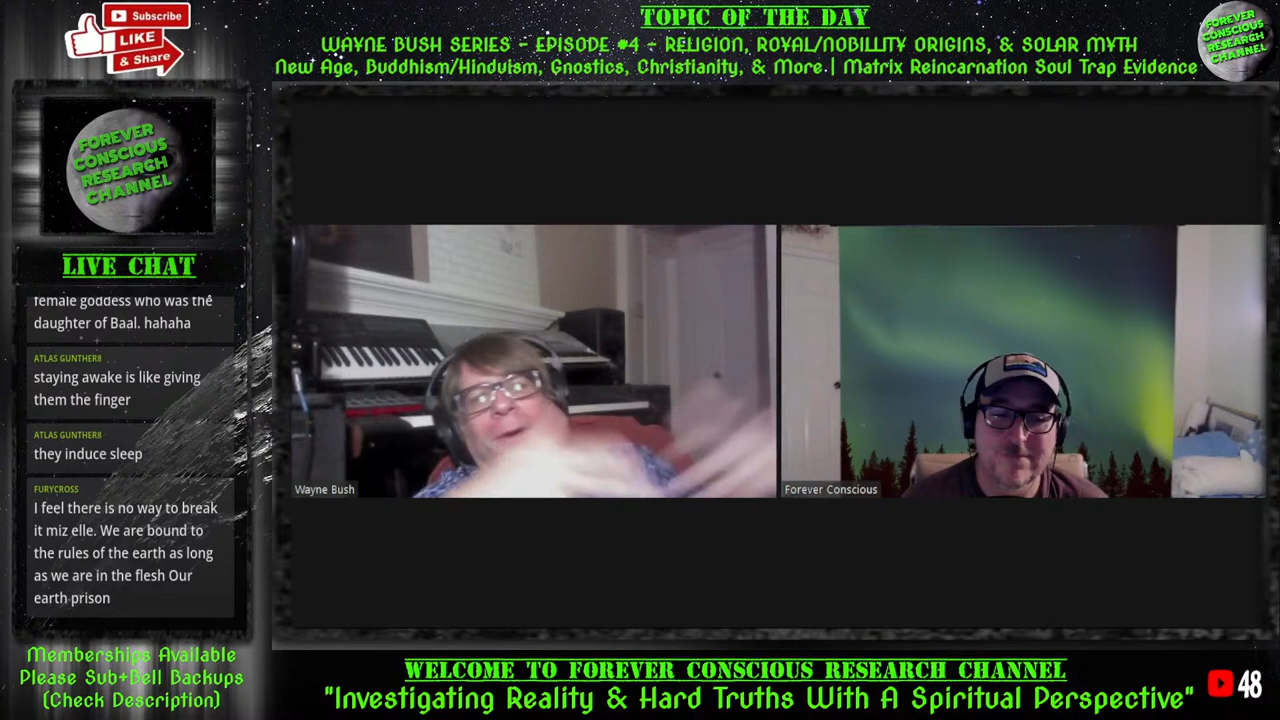 Subscribe
LIKE
& Share
TOPIC OF THE DAY
WAYNE BUSH SERIES - EPISODE #4 - RELIGION, ROYAL/NOBILLITY ORIGINS, & SOLAR MYTH
New Age, Buddhism/Hinduism, Gnostics, Christianity, & More | Matrix Reincarnation Soul Trap Evidence
FOREVER
CONSCIOUS
RESEARCH
CHANNEL
FOREVER
CONSCIOUS
RESEARCH
CHANNEL
LIVE CHAT
female goddess who was the
daughter of Baal. hahaha
ATLAS GUNTHER8
staying awake is like giving
them the finger
ATLAS GUNTHER8
they induce sleep
FURYCROSS
I feel there is no way to break
it miz elle. We are bound to
the rules of the earth as long
as we are in the flesh Our
earth prison
Wayne Bush
Forever Conscious
Memberships Available
Please Sub+Bell Backups
(Check Description)
WELCOME TO FOREVER CONSCIOUS RESEARCH CHANNEL
"Investigating Reality & Hard Truths With A Spiritual Perspective"
48